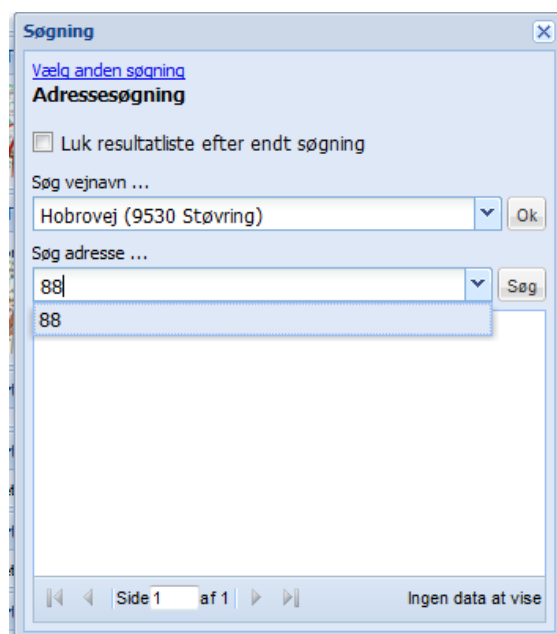 Søgning
Vælg anden søgning
Adressesøgning
Luk resultatliste efter endt søgning
Søg vejnavn ...
Hobrovej (9530 Støvring) Ok
Søg adresse ...
88 Søg
88
Side 1 af 1 Ingen data at vise